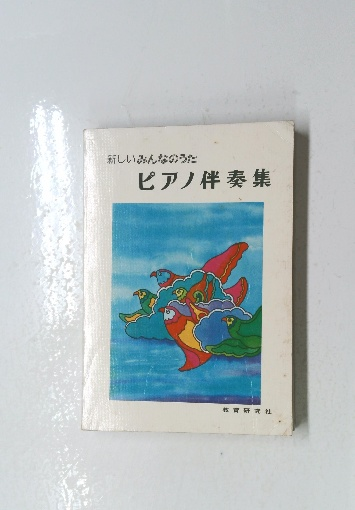 新しいみんなのうた
ピアノ伴奏集
教育研究社